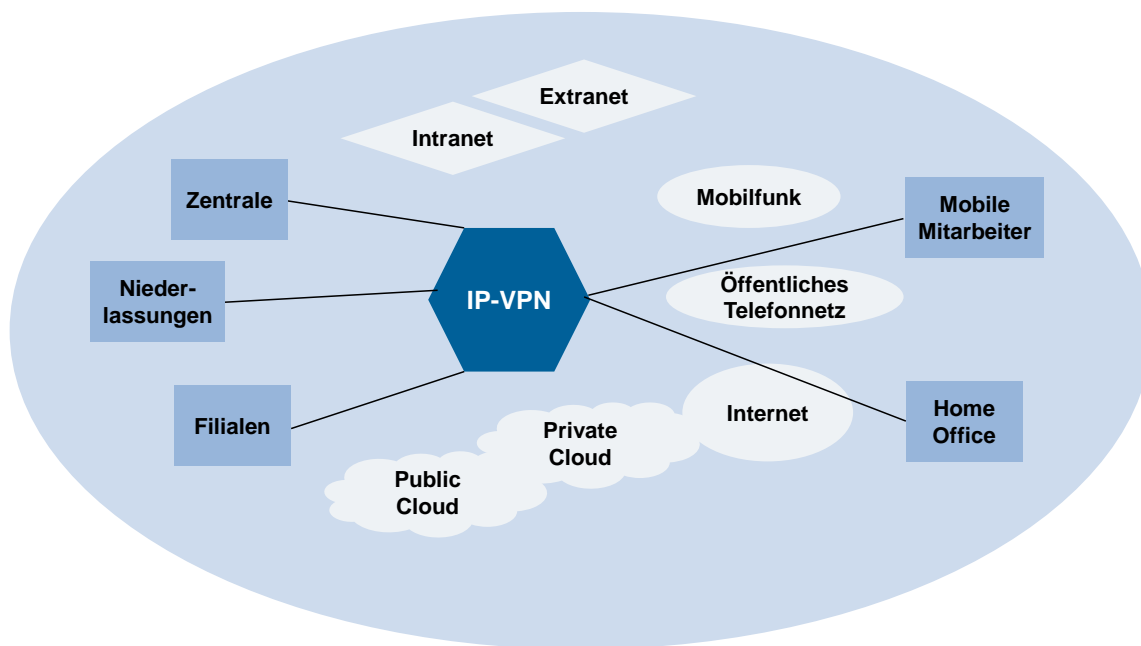 Extranet
Intranet
Zentrale
Mobilfunk
Mobile
Mitarbeiter
Nieder-
lassungen
IP-VPN
Öffentliches
Telefonnetz
Filialen
Private
Cloud
Internet
Home
Office
Public
Cloud